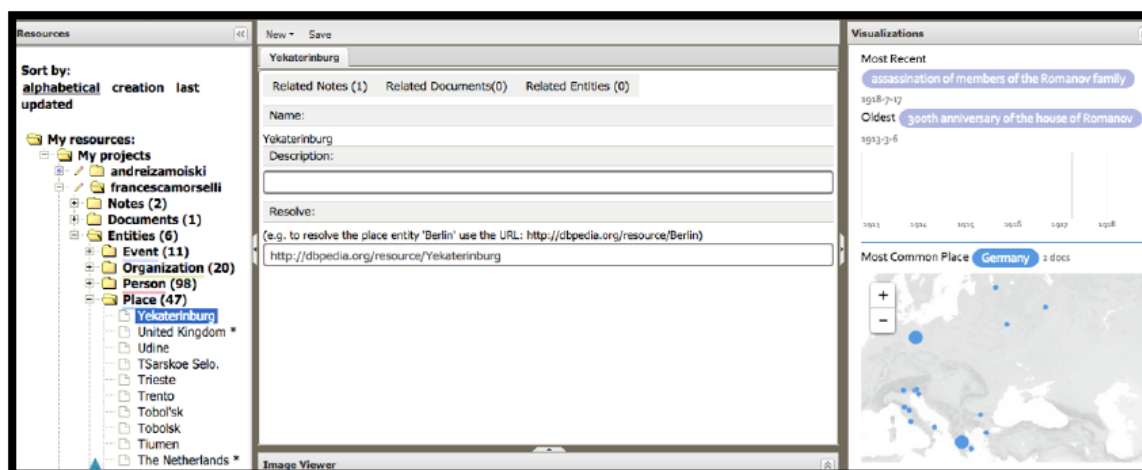 Resources
Sort by:
alphabetical creation last
updated
My resources:
My projects
andreizamoiski
francescamorselli
Notes (2)
Documents (1)
Entities (6)
Event (11)
Organization (20)
Person (98)
Place (47)
Yekaterinburg
United Kingdom *
Udine
TSarskoe Selo.
Trieste
Trento
Tobol'sk
Tobolsk
Tiumen
The Netherlands *
New Save
Yekaterinburg
Related Notes (1) Related Documents(0) Related Entities (0)
Name:
Yekaterinburg
Description:
Resolve:
(e.g. to resolve the place entity 'Berlin' use the URL: http://dbpedia.org/resource/Berlin)
http://dbpedia.org/resource/Yekaterinburg
Image Viewer
Visualizations
Most Recent
assassination of members of the Romanov family
1918-7-17
Oldest 300th anniversary of the house of Romanov
1913-3-6
1913 1914 1915 1916 1917 1918
Most Common Place Germany 2 docs
+
−